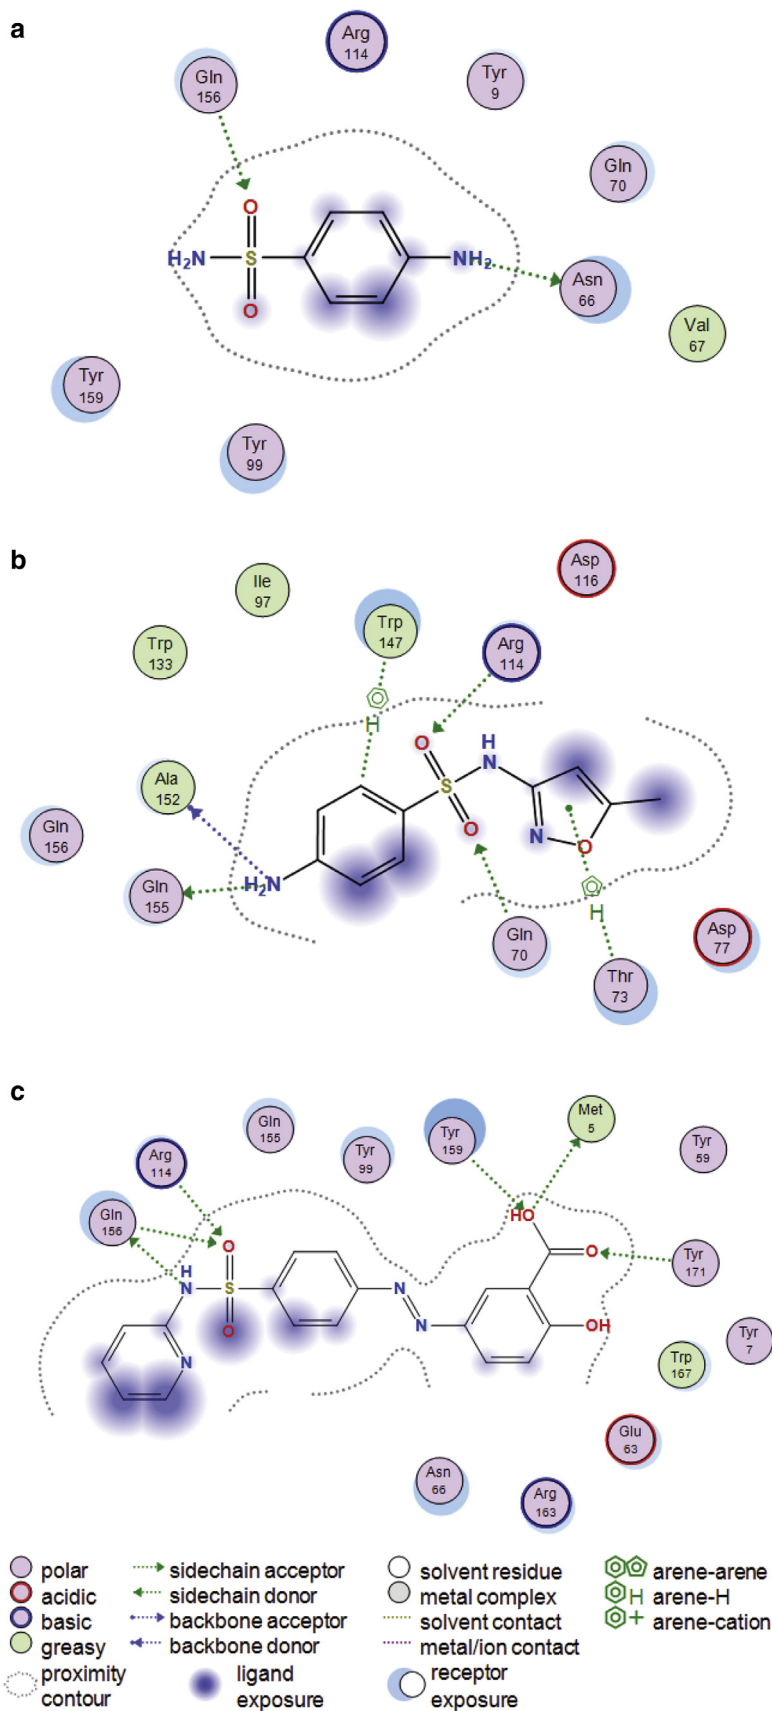 a
Arg
114
Gln
156
Tyr
9
Gln
70
O
H₂N
S
NH₂
O
Asn
66
Val
67
Tyr
159
Tyr
99
b
Asp
116
Ile
97
Trp
147
Trp
133
Arg
114
H
O
H
N
S
Ala
152
O
N
O
Gln
156
H₂N
Gln
155
H
Gln
70
Asp
77
Thr
73
c
Met
5
Gln
155
Tyr
159
Tyr
59
Arg
114
Tyr
99
Gln
156
HO
O
O
Tyr
171
H
N
S
N
O
N
OH
Tyr
7
N
Trp
167
Glu
63
Asn
66
Arg
163
polar
sidechain acceptor
solvent residue
arene-arene
acidic
sidechain donor
metal complex
H
arene-H
basic
backbone acceptor
solvent contact
+
arene-cation
greasy
backbone donor
metal/ion contact
proximity
contour
ligand
exposure
receptor
exposure